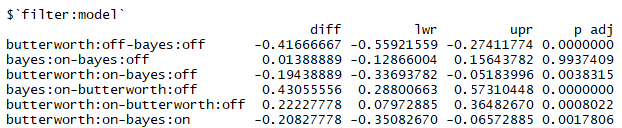 $`filter:model`
diff lwr upr p adj
butterworth:off-bayes:off -0.41666667 -0.55921559 -0.27411774 0.0000000
bayes:on-bayes:off 0.01388889 -0.12866004 0.15643782 0.9937409
butterworth:on-bayes:off -0.19438889 -0.33693782 -0.05183996 0.0038315
bayes:on-butterworth:off 0.43055556 0.28800663 0.57310448 0.0000000
butterworth:on-butterworth:off 0.22227778 0.07972885 0.36482670 0.0008022
butterworth:on-bayes:on -0.20827778 -0.35082670 -0.06572885 0.0017806